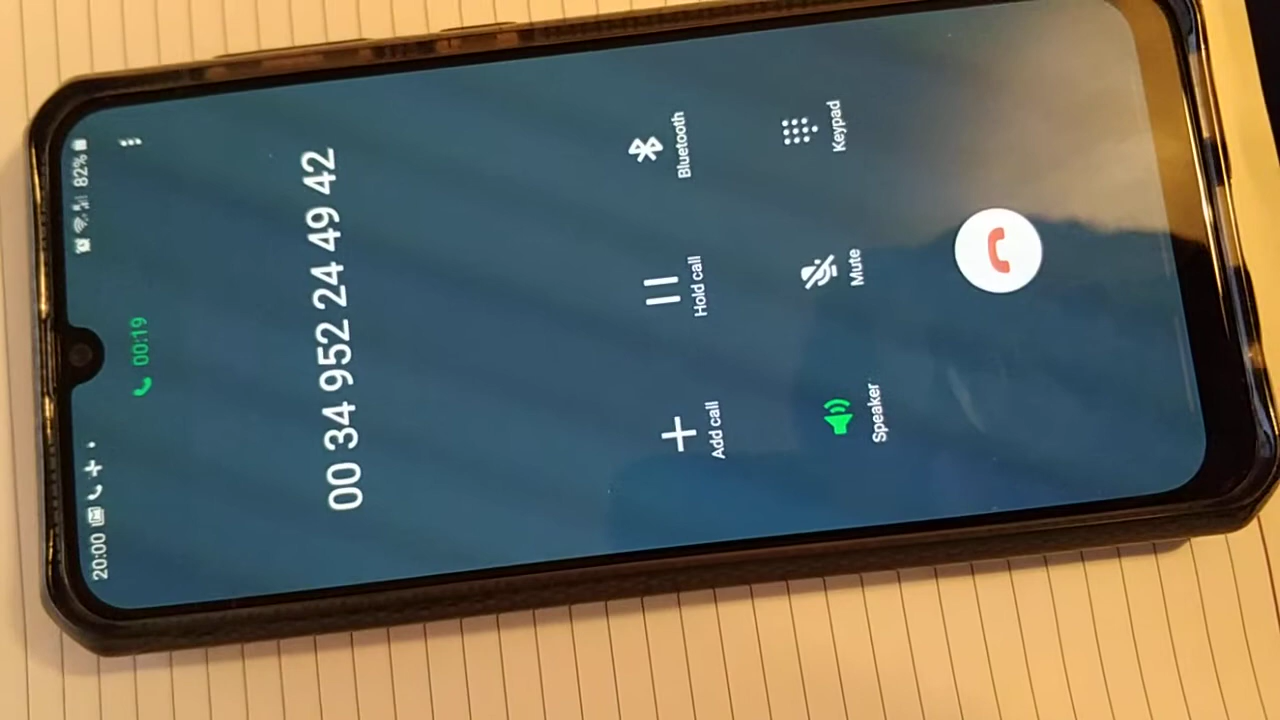 20:00 82%
00:19
00 34 952 24 49 42
Add call Hold call Bluetooth
Speaker Mute Keypad